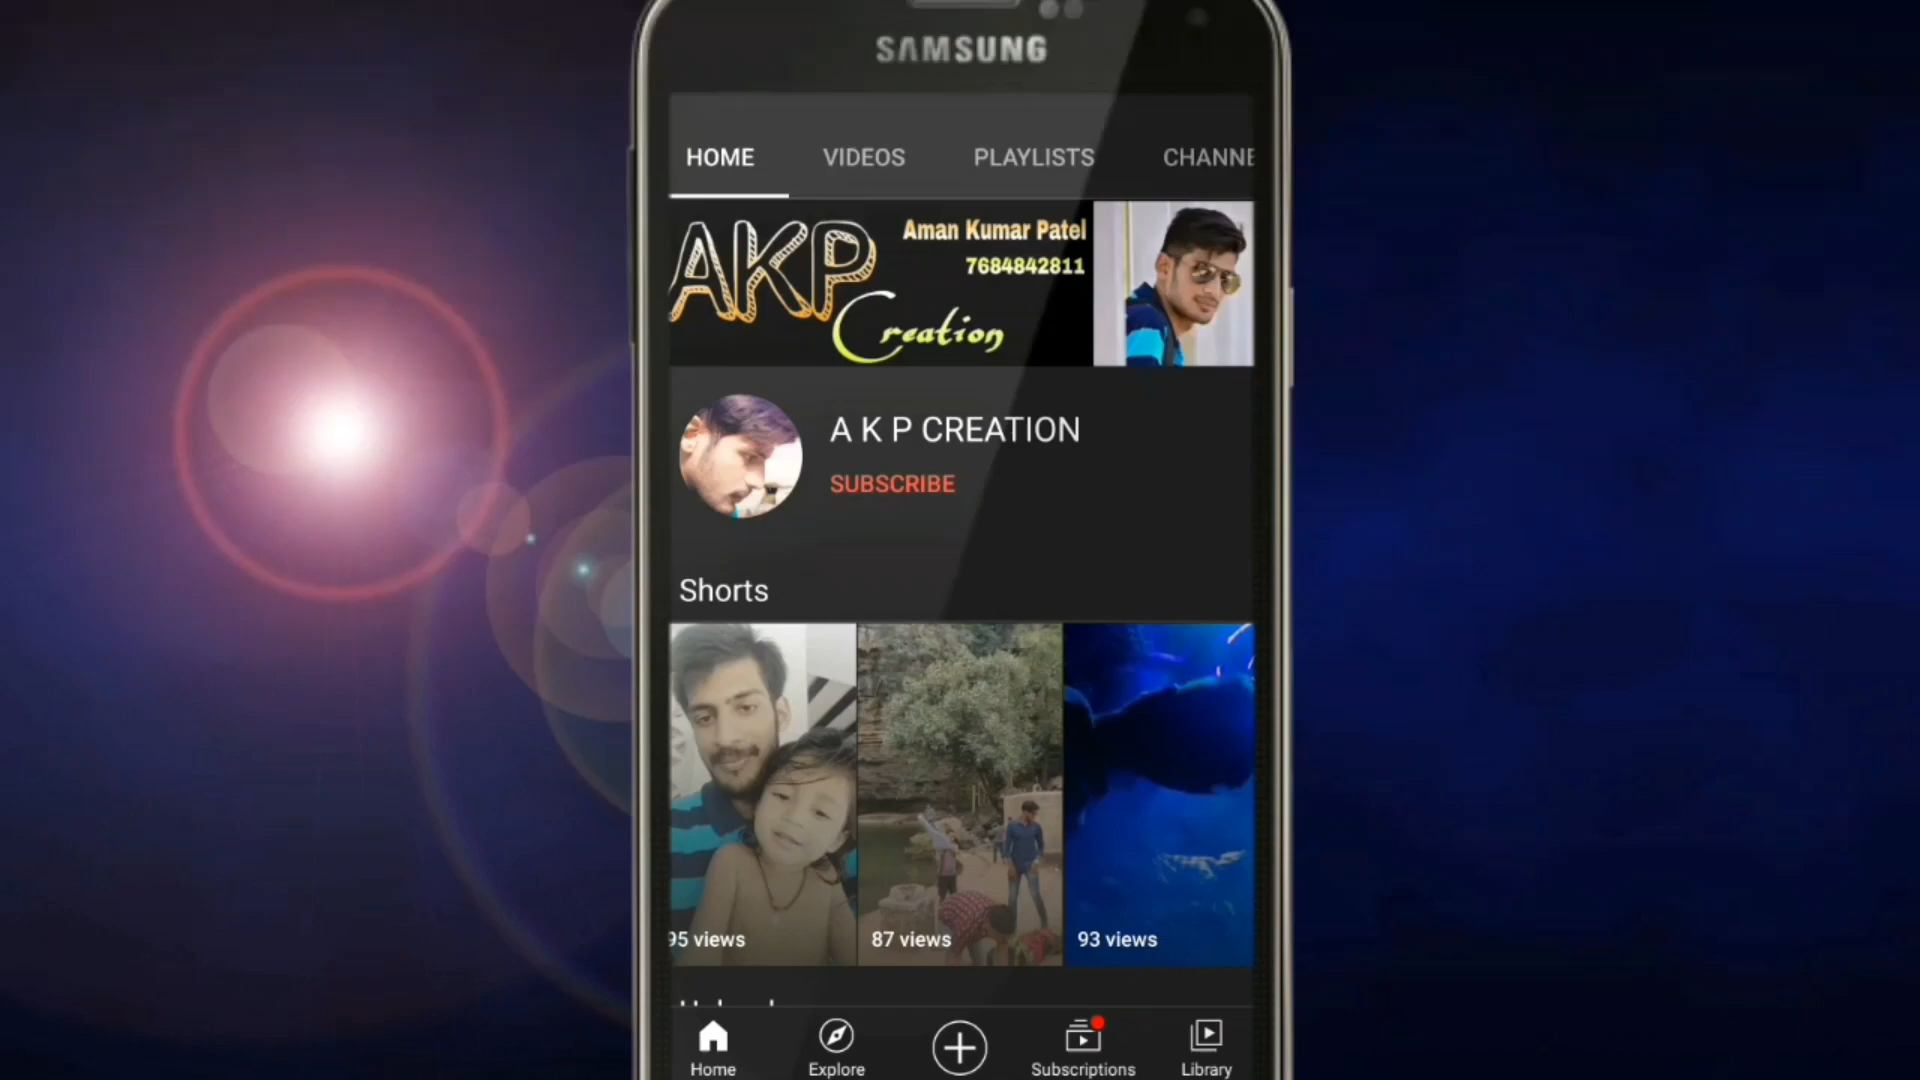 SAMSUNG
HOME VIDEOS PLAYLISTS CHANNE
AKP
Creation
Aman Kumar Patel
7684842811
A K P CREATION
SUBSCRIBE
Shorts
95 views 87 views 93 views
Home Explore Subscriptions Library